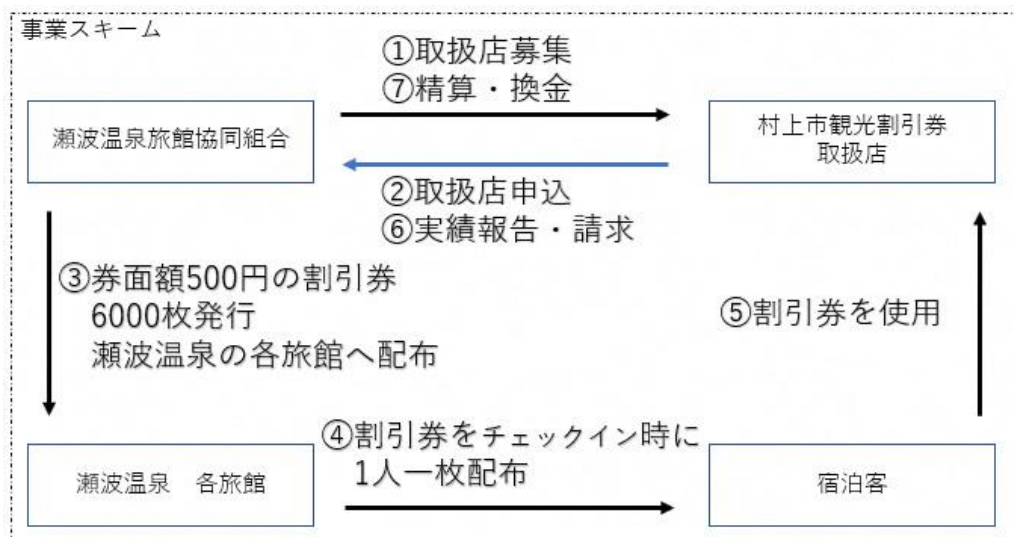 事業スキーム
①取扱店募集
⑦精算・換金
瀬波温泉旅館協同組合
村上市観光割引券
取扱店
②取扱店申込
⑥実績報告・請求
③券面額500円の割引券
6000枚発行
瀬波温泉の各旅館へ配布
⑤割引券を使用
④割引券をチェックイン時に
1人一枚配布
瀬波温泉　各旅館
宿泊客